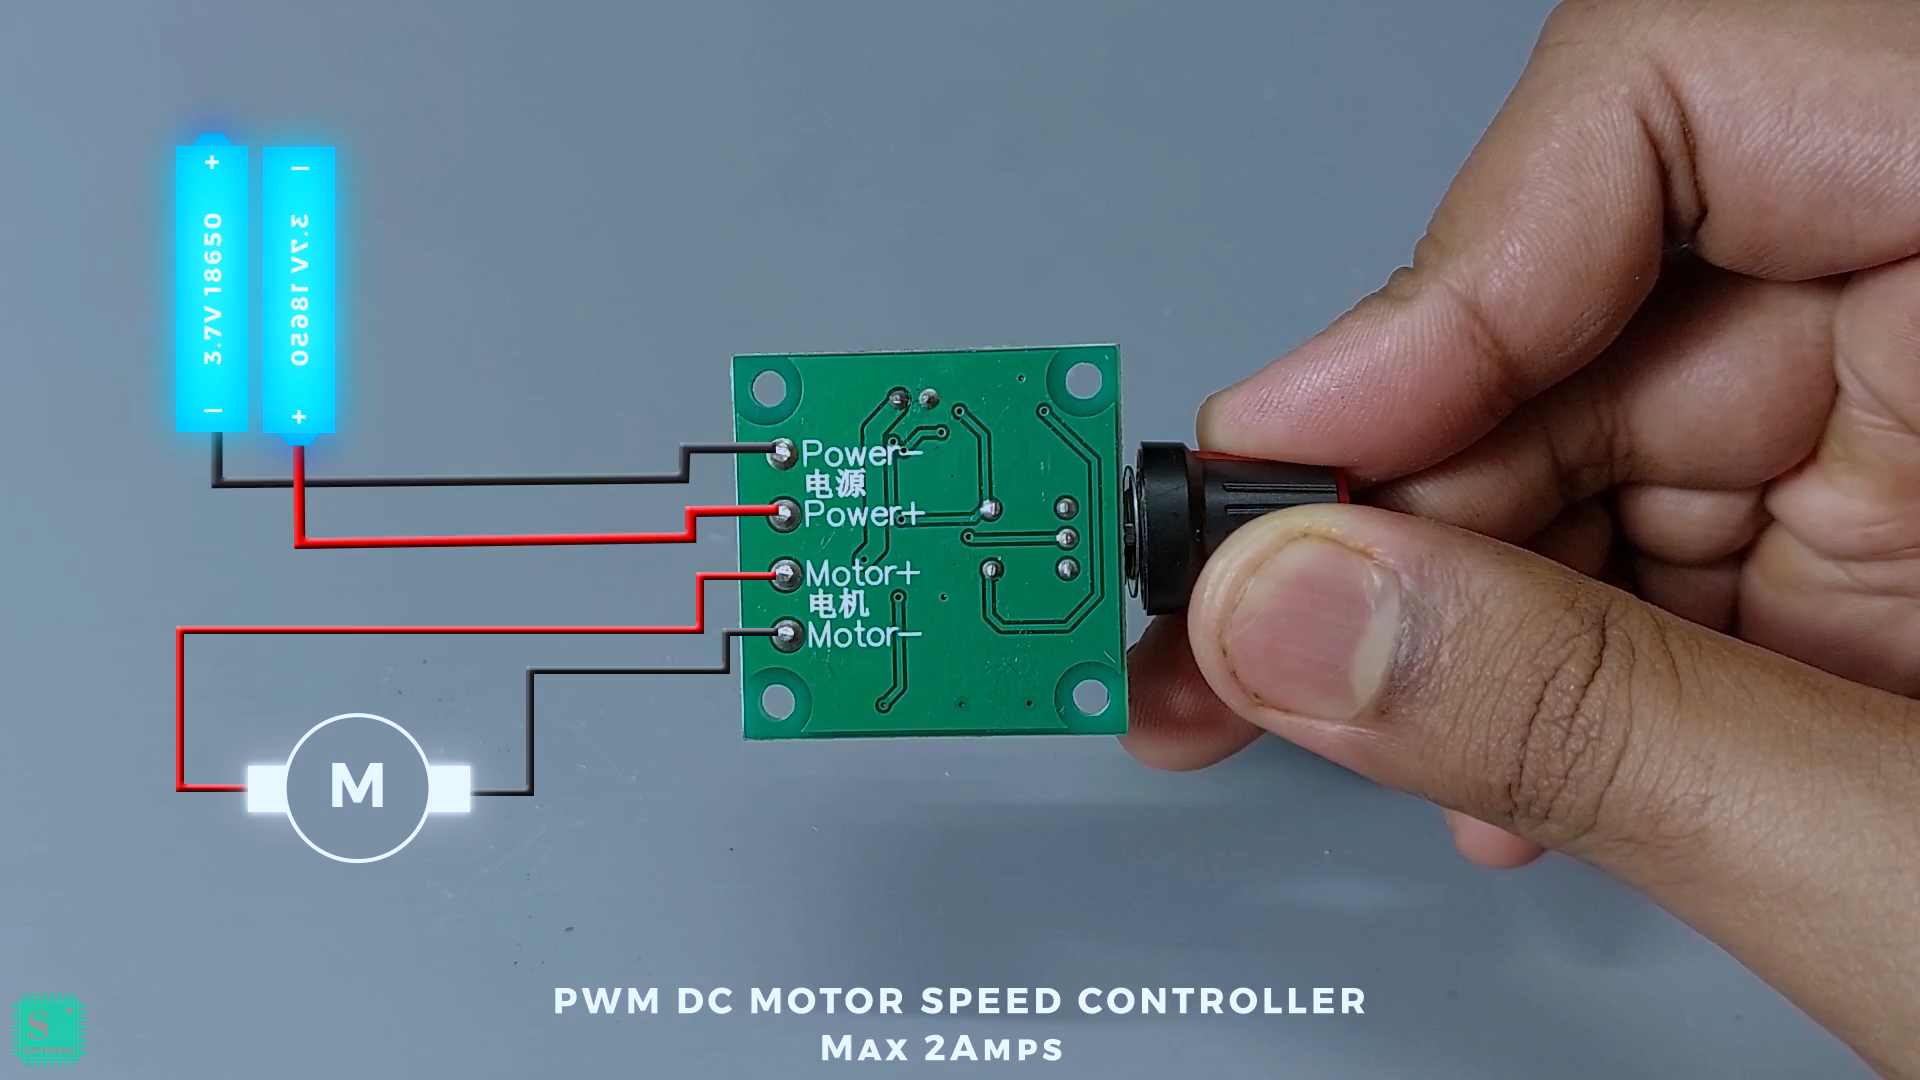 +
3.7V 18650
−
−
3.7V 18650
+
Power−
电源
Power+
Motor+
电机
Motor−
M
PWM DC MOTOR SPEED CONTROLLER
MAX 2AMPS
S